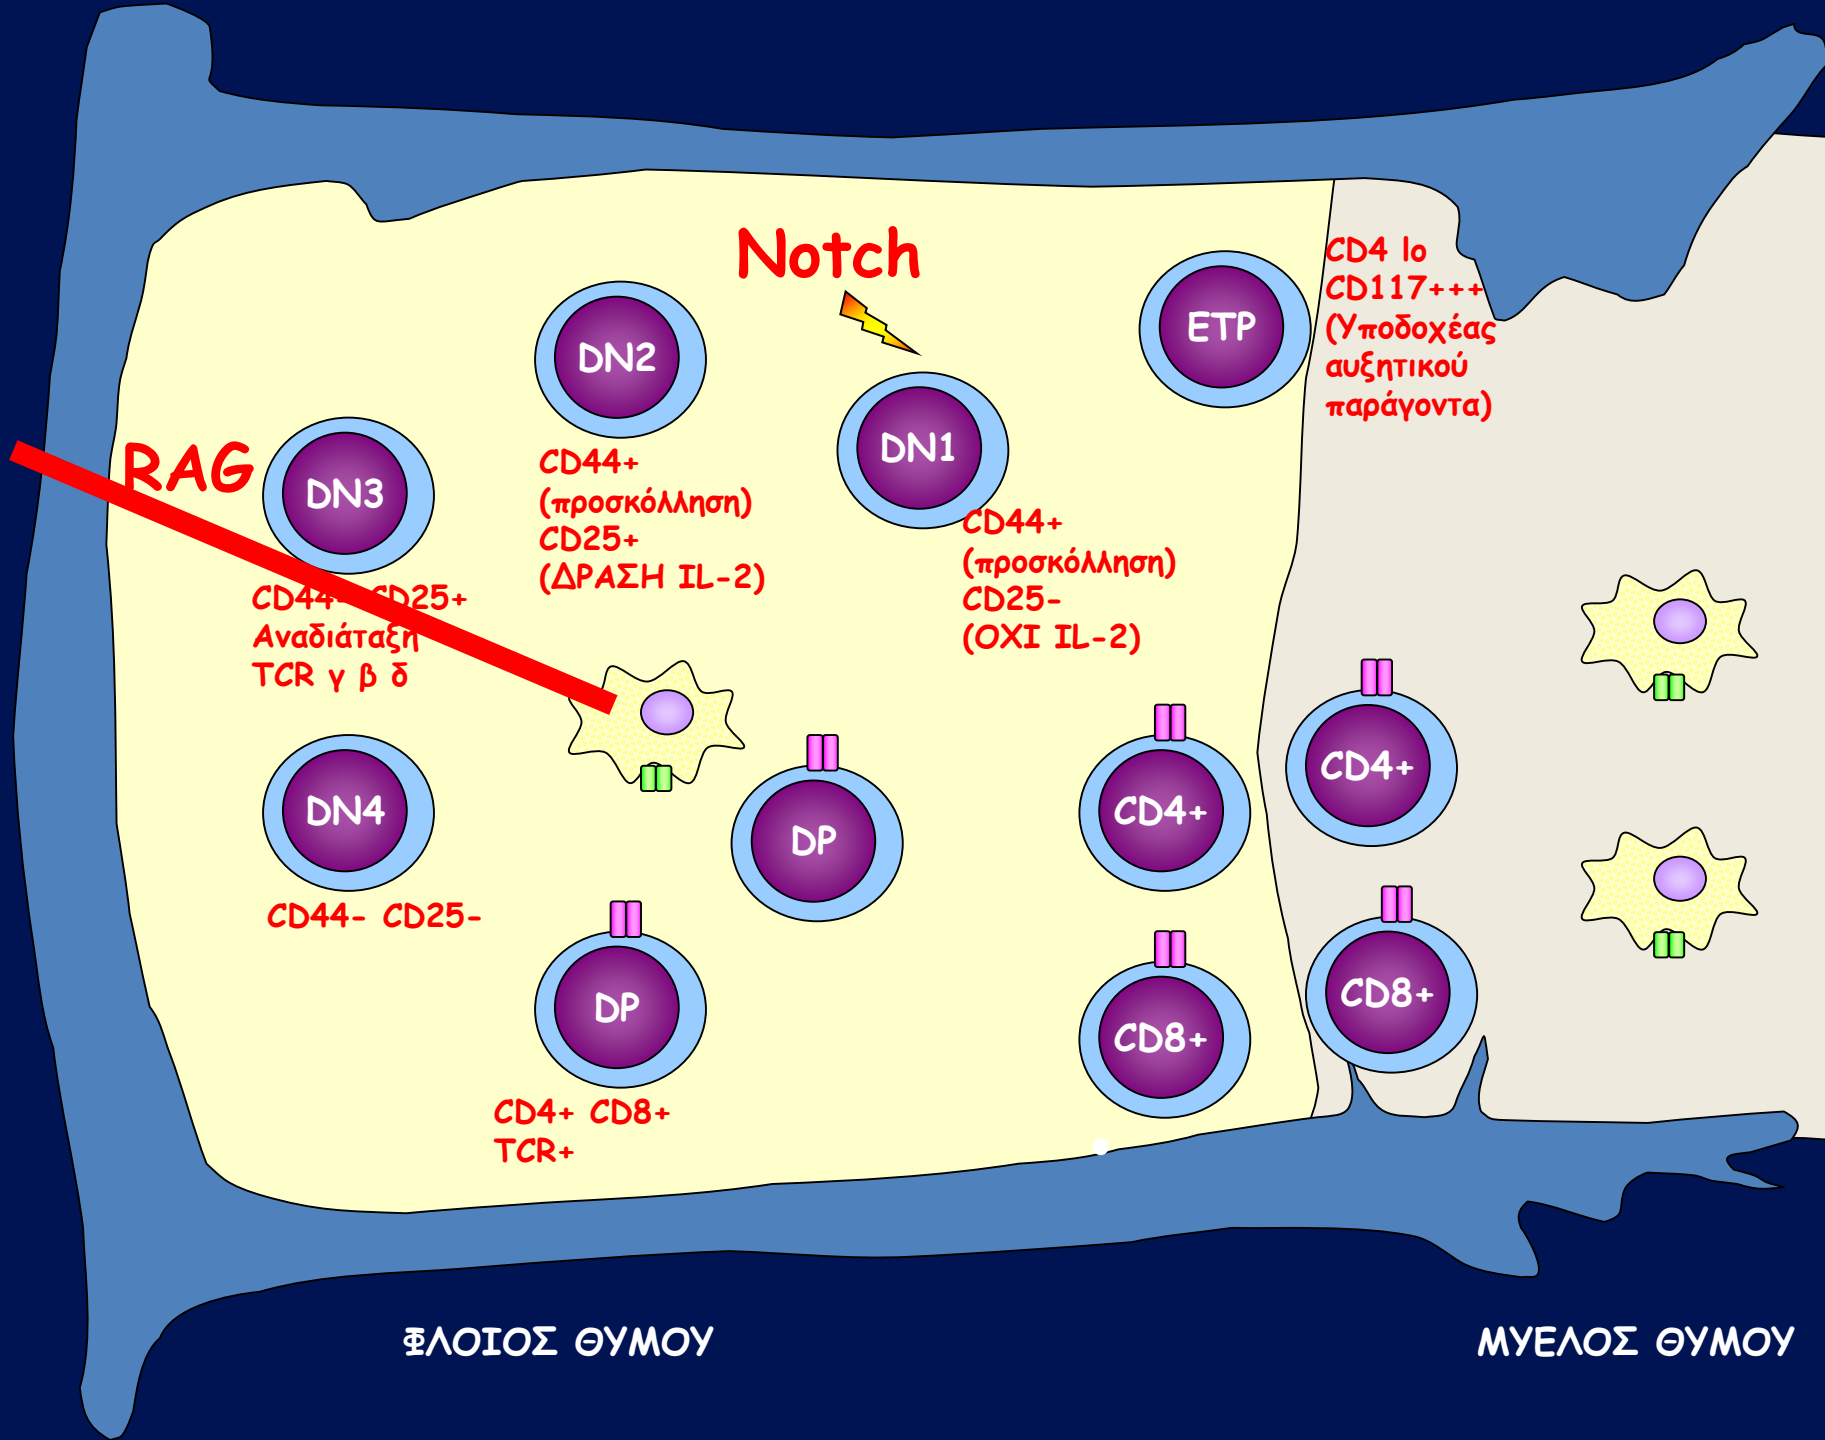 Notch
CD4 lo
CD117+++
(Υποδοχέας
αυξητικού
παράγοντα)
ETP
DN2
DN1
RAG
DN3
CD44+
(προσκόλληση)
CD25+
(ΔΡΑΣΗ IL-2)
CD44+
(προσκόλληση)
CD25-
(ΟΧΙ IL-2)
CD44- CD25+
Αναδιάταξη
TCR γ β δ
DN4
CD44- CD25-
DP
DP
CD4+ CD8+
TCR+
CD4+
CD4+
CD8+
CD8+
ΦΛΟΙΟΣ ΘΥΜΟΥ
ΜΥΕΛΟΣ ΘΥΜΟΥ